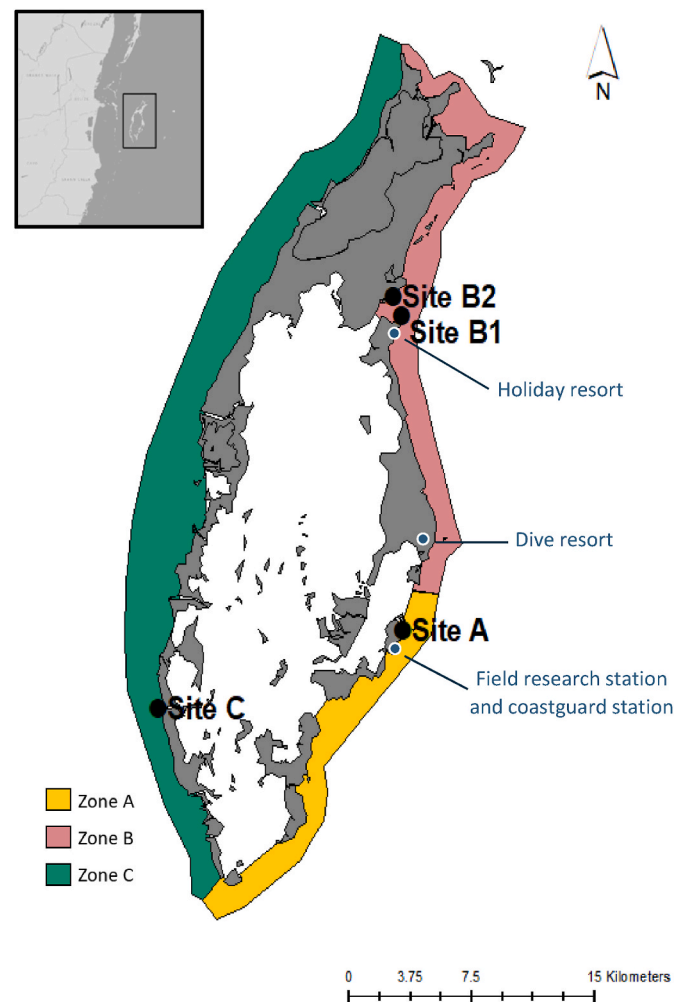 N
Site B2
Site B1
Holiday resort
Dive resort
Site A
Field research station
and coastguard station
Site C
Zone A
Zone B
Zone C
0 3.75 7.5 15 Kilometers